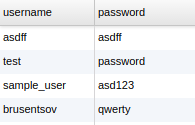 username password
asdff asdff
test password
sample_user asd123
brusentsov qwerty